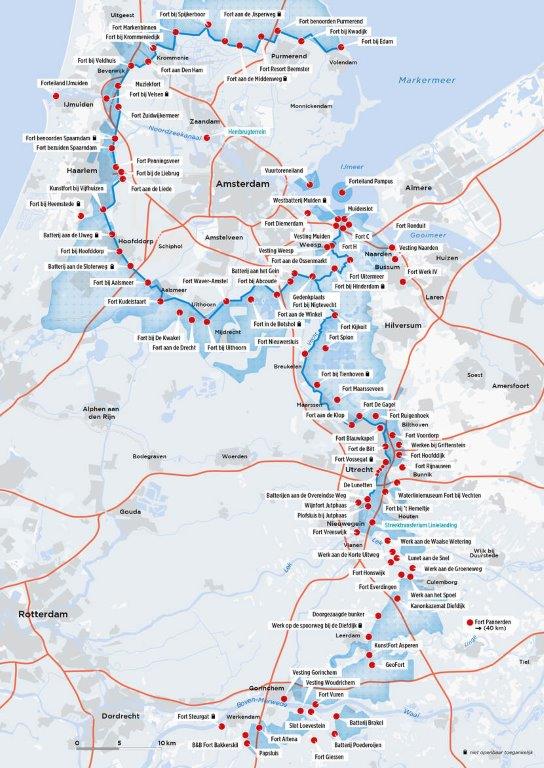 Fort bij Spijkerboor
Fort aan de Jisperweg
Uitgeest
Fort benoorden Purmerend
Fort Markenbinnen
Fort bij Kwadijk
Fort bij Krommeniedijk
Fort bij Edam
Krommenie
Purmerend
Fort bij Veldhuis
Volendam
Beverwijk
Fort Resort Beemster
Fort aan Den Ham
Fort aan de Middenweg
Markermeer
Forteiland IJmuiden
Muziekfort
Fort bij Velsen
IJmuiden
Monnickendam
Fort Zuidwijkermeer
Zaandam
Noordzeekanaal
Hembrugterrein
Fort benoorden Spaarndam
Fort bezuiden Spaarndam
Fort Penningsveer
IJmeer
Haarlem
Fort bij de Liebrug
Vuurtoreneiland
Forteiland Pampus
Amsterdam
Almere
Kunstfort bij Vijfhuizen
Fort aan de Liede
Westbatterij Muiden
Fort bij Heemstede
Muiderslot
Fort Diemerdam
Fort C
Fort Ronduit
Batterij aan de IJweg
Gooimeer
Vesting Muiden
Hoofddorp
Amstelveen
Weesp
Fort H
Vesting Naarden
Schiphol
Vesting Weesp
Naarden
Fort bij Hoofddorp
Huizen
Fort aan de Ossenmarkt
Bussum
Batterij aan de Sloterweg
Batterij aan het Gein
Fort Uitermeer
Fort Werk IV
Fort bij Aalsmeer
Fort Waver-Amstel
Fort bij Abcoude
Fort bij Hinderdam
Aalsmeer
Laren
Fort Kudelstaart
Uithoorn
Gedenkplaats
Fort bij Nigtevecht
Fort aan de Winkel
Mijdrecht
Fort in de Botshol
Fort Kijkuit
Hilversum
Fort bij De Kwakel
Fort Nieuwersluis
Fort Spion
Fort aan de Drecht
Fort bij Uithoorn
Vecht
Breukelen
Fort bij Tienhoven
Soest
Amersfoort
Fort Maarsseveen
Maarssen
Fort De Gagel
Alphen aan
den Rijn
Fort aan de Klop
Fort Ruigenhoek
Bilthoven
Fort Blauwkapel
Fort Voordorp
Fort de Bilt
Werken bij Griftenstein
Bodegraven
Woerden
Fort Vossegat
Fort Hoofddijk
Utrecht
Fort Rijnauwen
Bunnik
De Lunetten
Batterijen aan de Overeindse Weg
Waterliniemuseum Fort bij Vechten
Wijnfort Jutphaas
Fort bij 't Hemeltje
Gouda
Plofsluis bij Jutphaas
Houten
Nieuwegein
Streektransferium Linielanding
Fort Vreeswijk
Lek
Werk aan de Waalse Wetering
Vianen
Wijk bij
Duurstede
Werk aan de Korte Uitweg
Lunet aan de Snel
Lek
Fort Honswijk
Werk aan de Groeneweg
Culemborg
Fort Everdingen
Werk aan het Spoel
Kanonkazemat Diefdijk
Rotterdam
Doorgezaagde bunker
Fort Pannerden
→ (40 km)
Werk op de spoorweg bij de Diefdijk
Leerdam
Linge
KunstFort Asperen
Tiel
GeoFort
Vesting Gorinchem
Gorinchem
Vesting Woudrichem
Boven-Merwede
Fort Vuren
Waal
Dordrecht
Fort Steurgat
Werkendam
Slot Loevestein
Batterij Brakel
0 5 10 km
B&B Fort Bakkerskil
Fort Altena
Batterij Poederoijen
Papsluis
Fort Giessen
niet openbaar toegankelijk